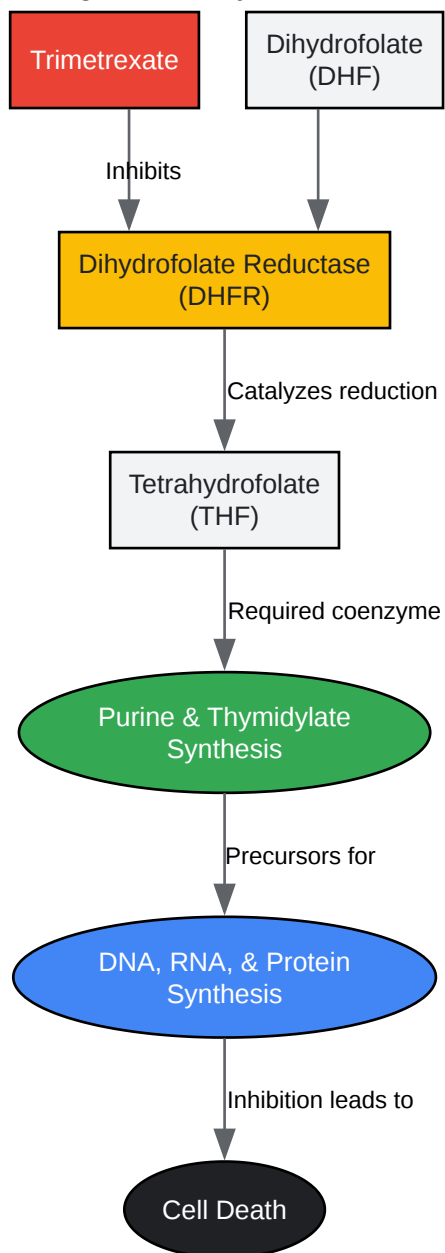 Trimetrexate
Dihydrofolate
(DHF)
Inhibits
Dihydrofolate Reductase
(DHFR)
Catalyzes reduction
Tetrahydrofolate
(THF)
Required coenzyme
Purine & Thymidylate
Synthesis
Precursors for
DNA, RNA, & Protein
Synthesis
Inhibition leads to
Cell Death